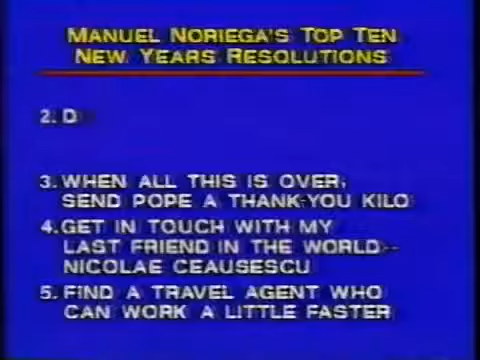 MANUEL NORIEGA'S TOP TEN
NEW YEARS RESOLUTIONS
2. D
3. WHEN ALL THIS IS OVER,
SEND POPE A THANK-YOU KILO
4. GET IN TOUCH WITH MY
LAST FRIEND IN THE WORLD--
NICOLAE CEAUSESCU
5. FIND A TRAVEL AGENT WHO
CAN WORK A LITTLE FASTER